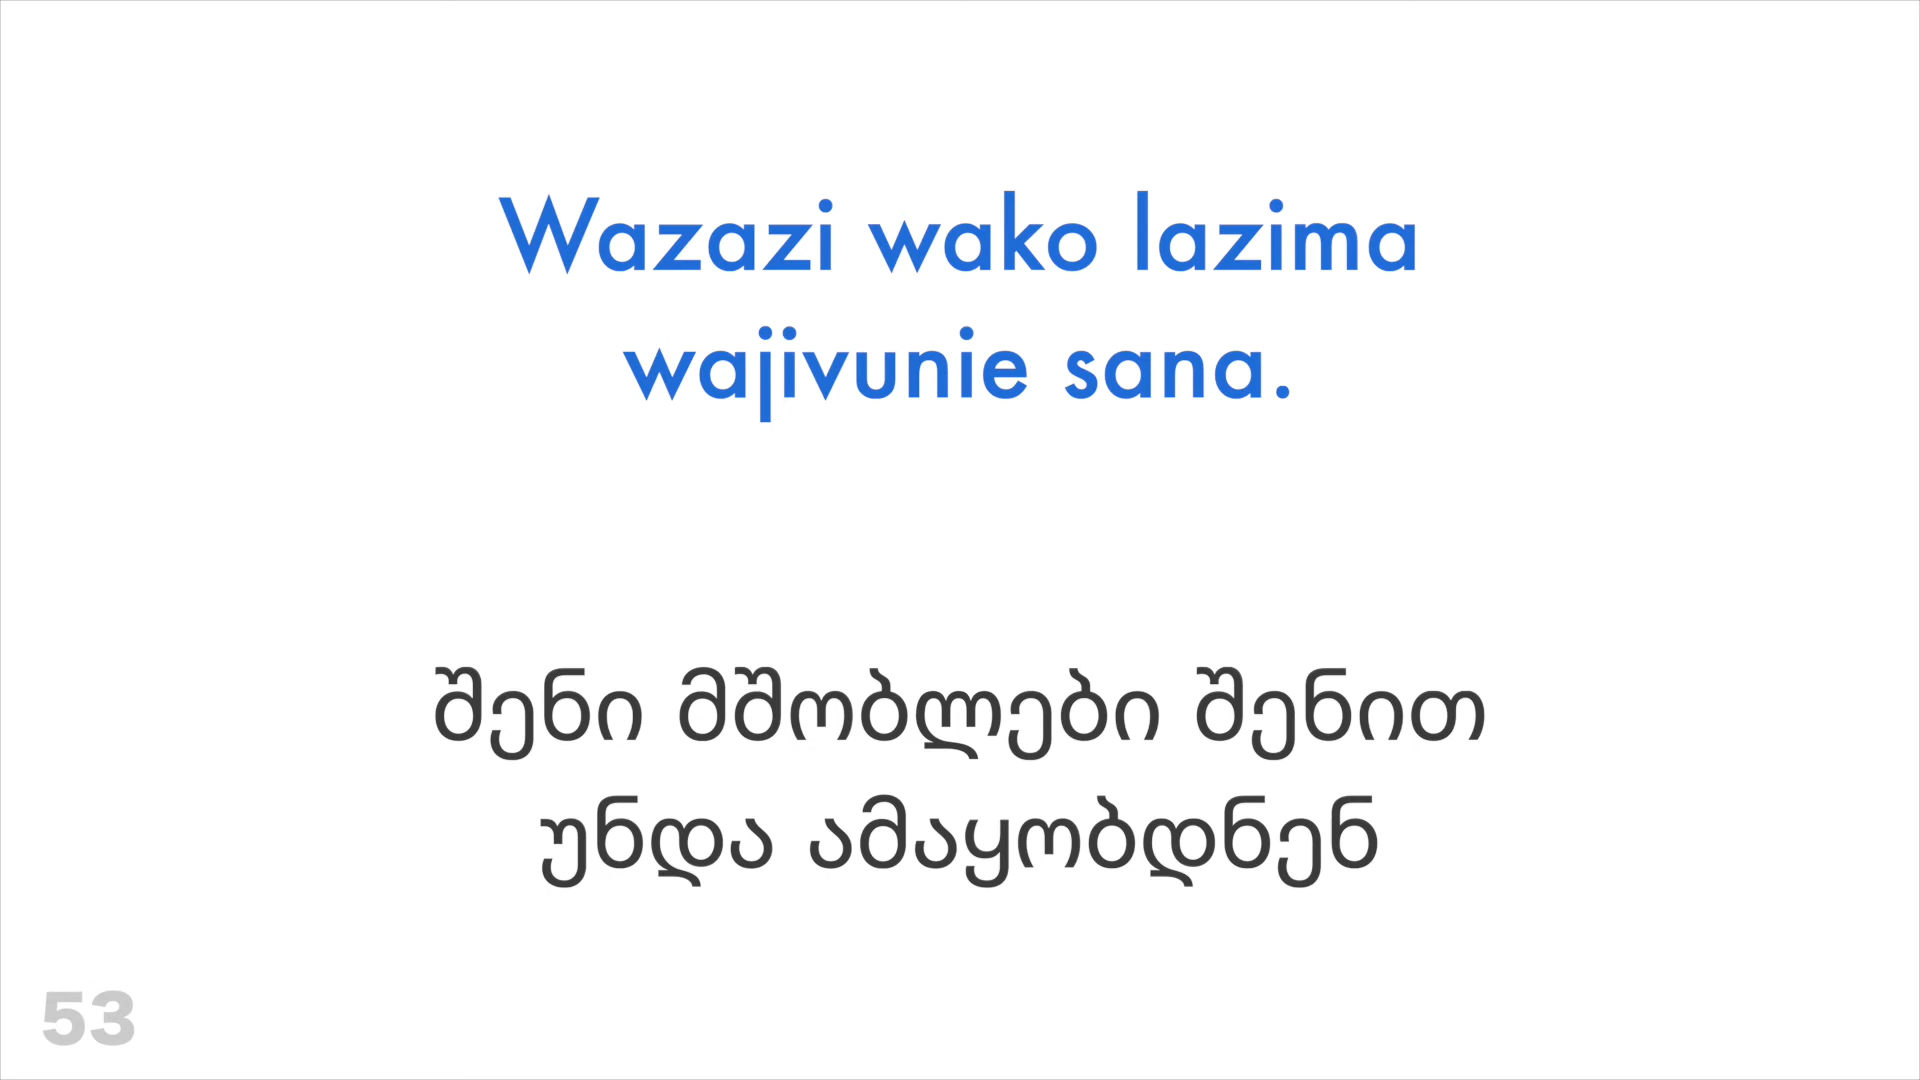 Wazazi wako lazima
wajivunie sana.
შენი მშობლები შენით
უნდა ამაყობდნენ
53